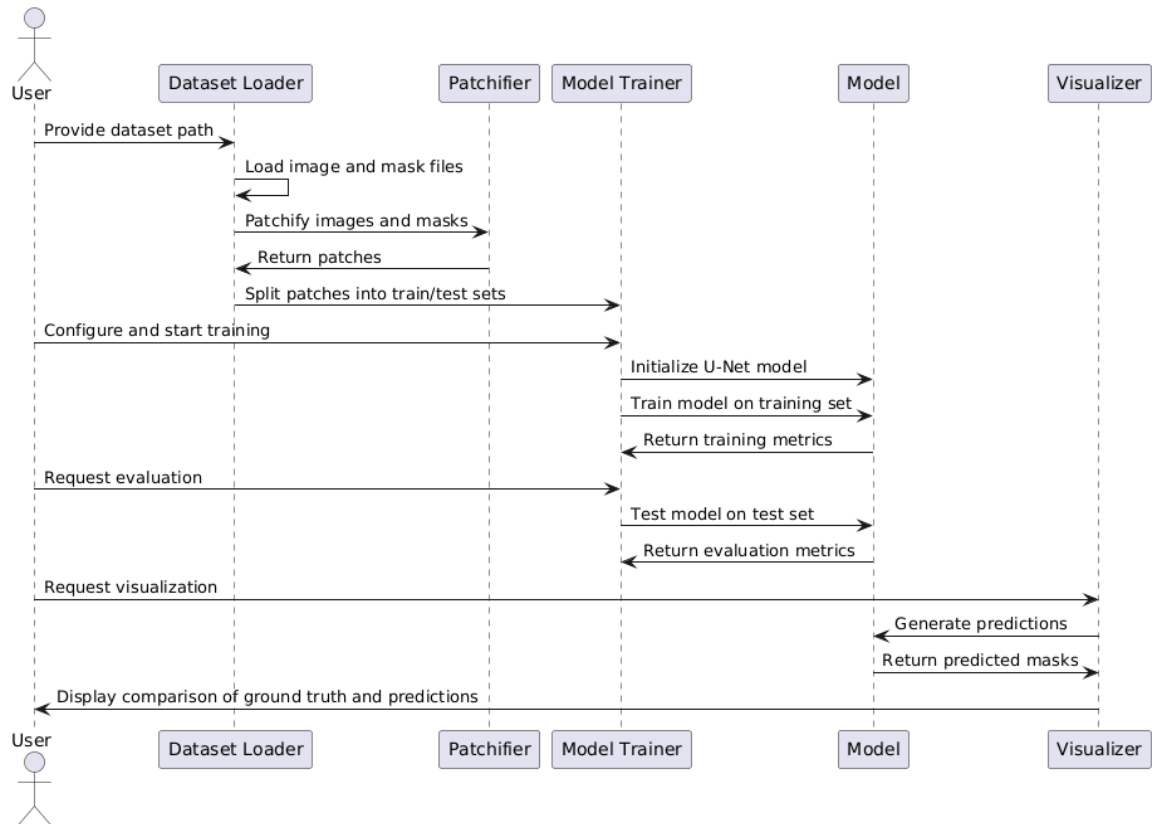 User
Dataset Loader
Patchifier
Model Trainer
Model
Visualizer
Provide dataset path
Load image and mask files
Patchify images and masks
Return patches
Split patches into train/test sets
Configure and start training
Initialize U-Net model
Train model on training set
Return training metrics
Request evaluation
Test model on test set
Return evaluation metrics
Request visualization
Generate predictions
Return predicted masks
Display comparison of ground truth and predictions
User
Dataset Loader
Patchifier
Model Trainer
Model
Visualizer